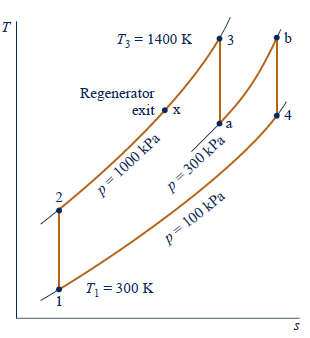 T
T3 = 1400 K
3
b
Regenerator
exit
x
a
4
p = 1000 kPa
p = 300 kPa
2
p = 100 kPa
T1 = 300 K
1
s